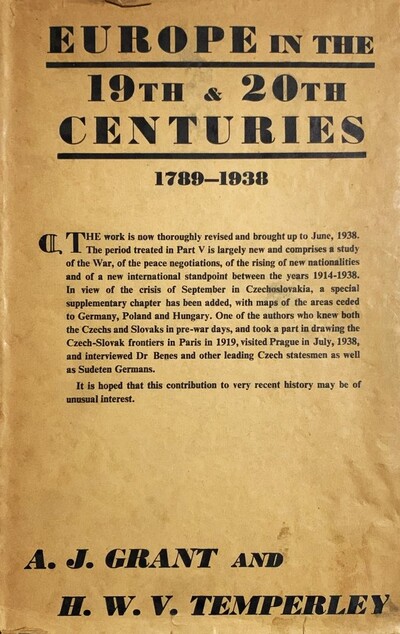 EUROPE IN THE
19TH & 20TH
CENTURIES
1789–1938
THE work is now thoroughly revised and brought up to June, 1938.
The period treated in Part V is largely new and comprises a study
of the War, of the peace negotiations, of the rising of new nationalities
and of a new international standpoint between the years 1914-1938.
In view of the crisis of September in Czechoslovakia, a special
supplementary chapter has been added, with maps of the areas ceded
to Germany, Poland and Hungary. One of the authors who knew both
the Czechs and Slovaks in pre-war days, and took a part in drawing the
Czech-Slovak frontiers in Paris in 1919, visited Prague in July, 1938,
and interviewed Dr Beneš and other leading Czech statesmen as well
as Sudeten Germans.
It is hoped that this contribution to very recent history may be of
unusual interest.
A. J. GRANT AND
H. W. V. TEMPERLEY